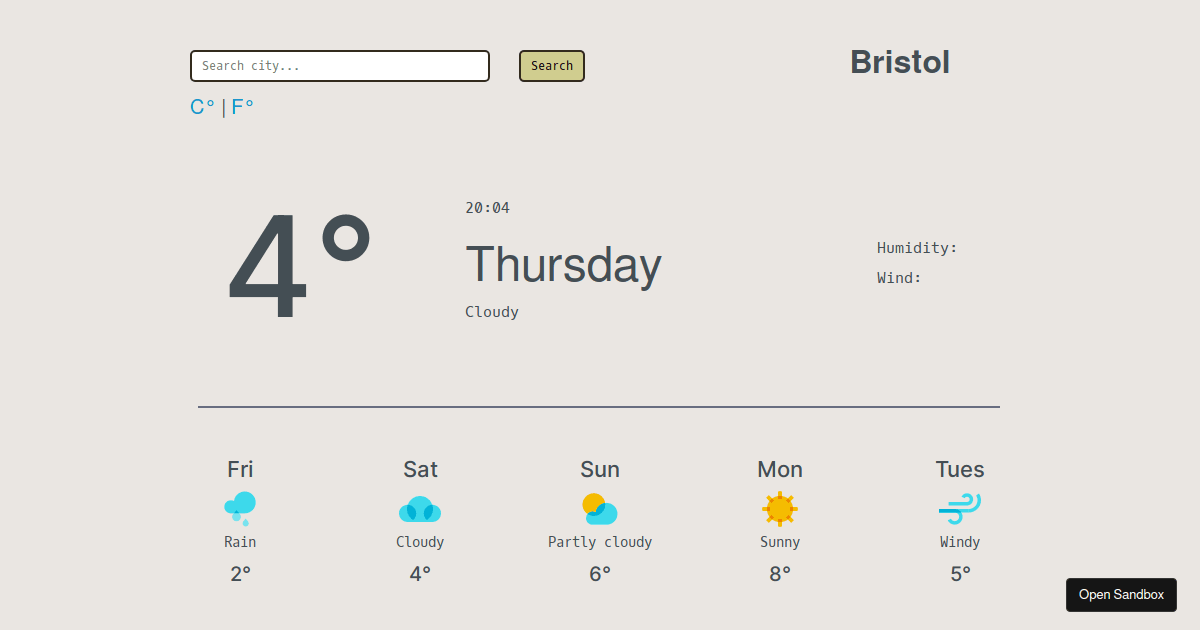 Search city...
Search
Bristol
C° | F°
4°
20:04
Thursday
Cloudy
Humidity:
Wind:
Fri
Sat
Sun
Mon
Tues
Rain
Cloudy
Partly cloudy
Sunny
Windy
2°
4°
6°
8°
5°
Open Sandbox